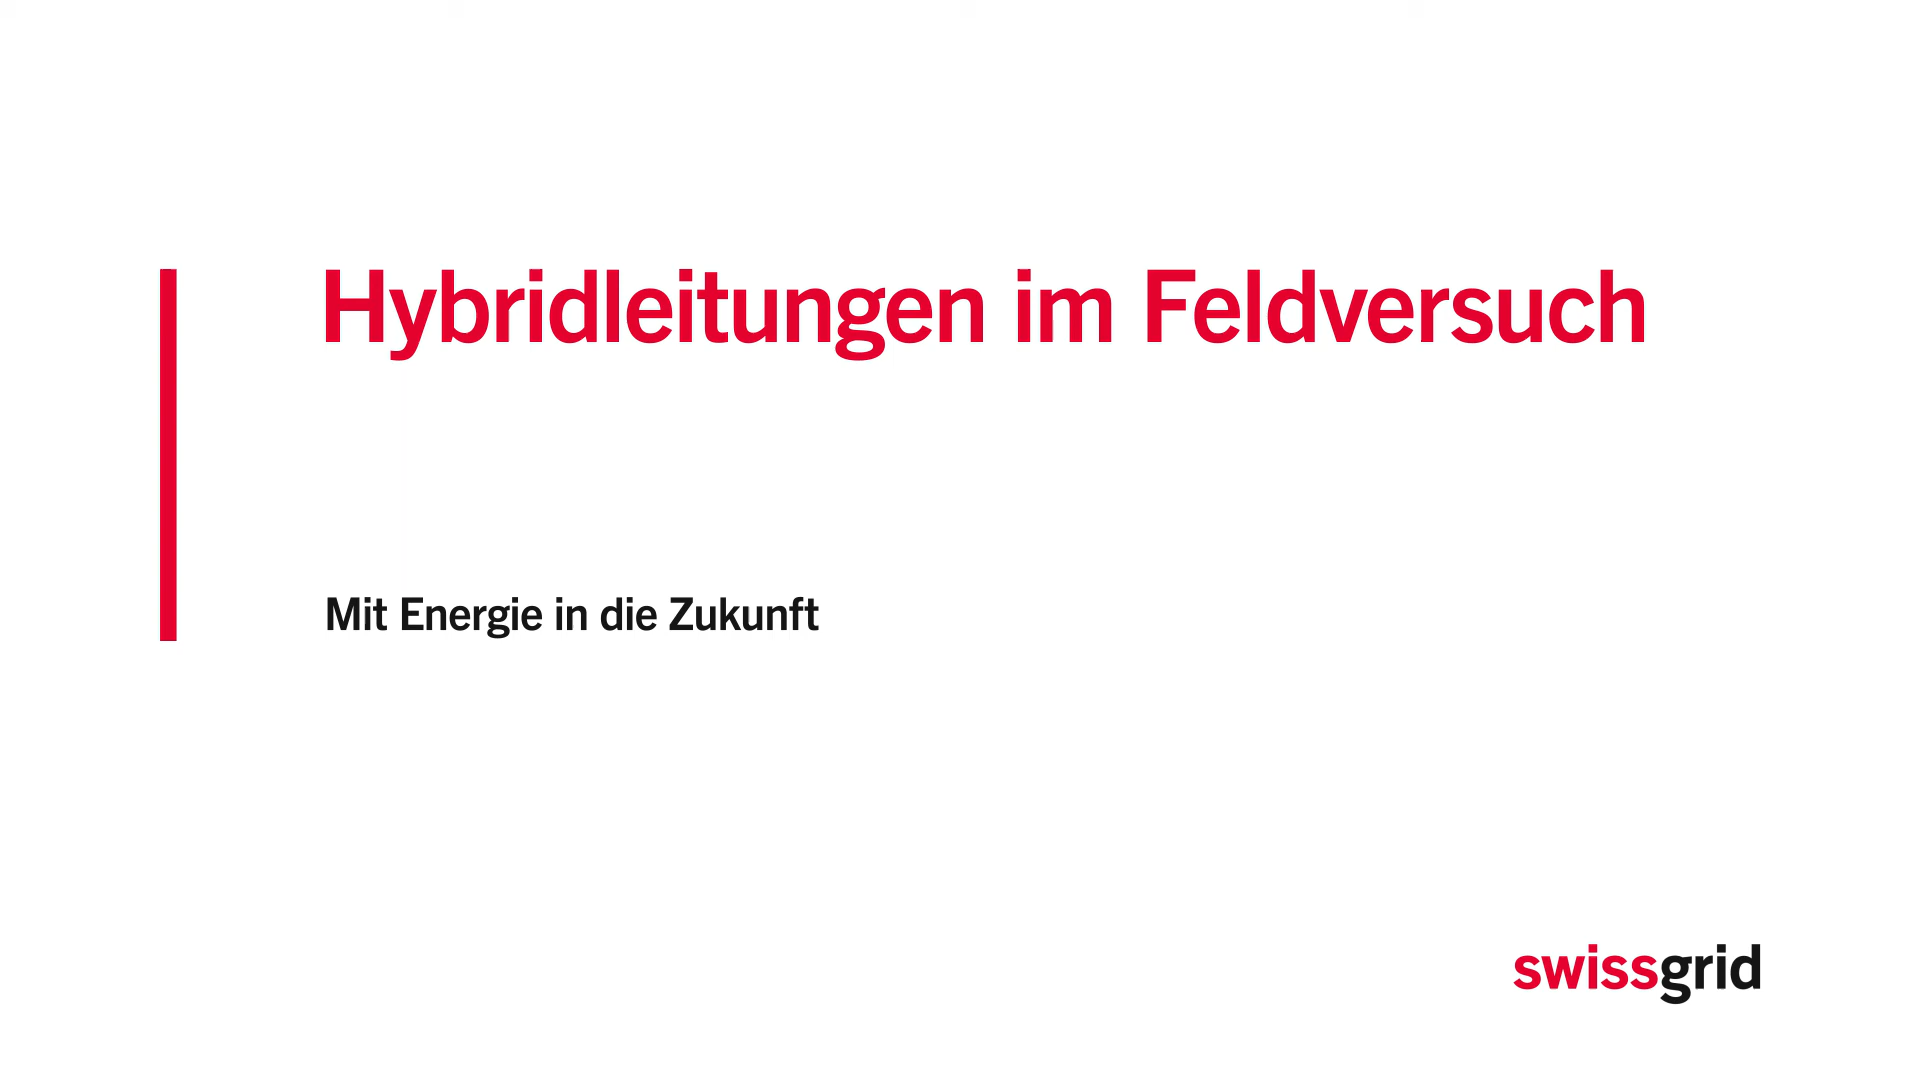 Hybridleitungen im Feldversuch
Mit Energie in die Zukunft
swissgrid